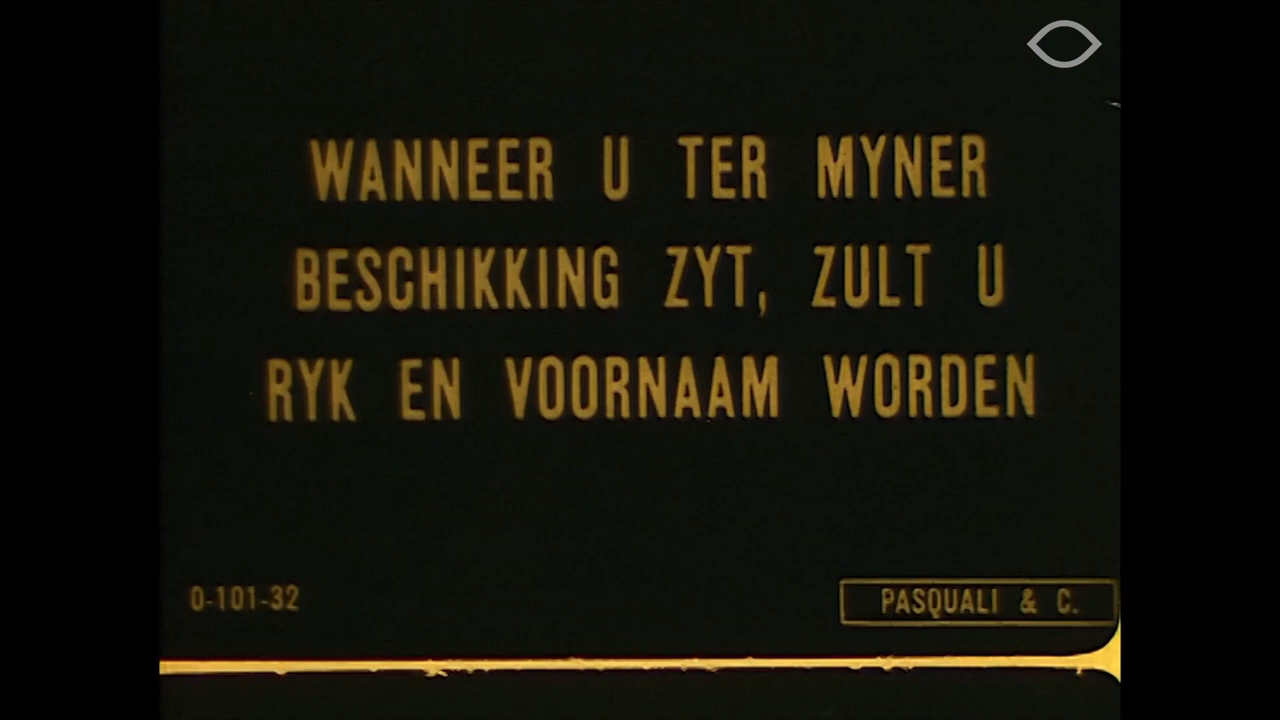 WANNEER U TER MYNER
BESCHIKKING ZYT, ZULT U
RYK EN VOORNAAM WORDEN
0-101-32
PASQUALI & C.